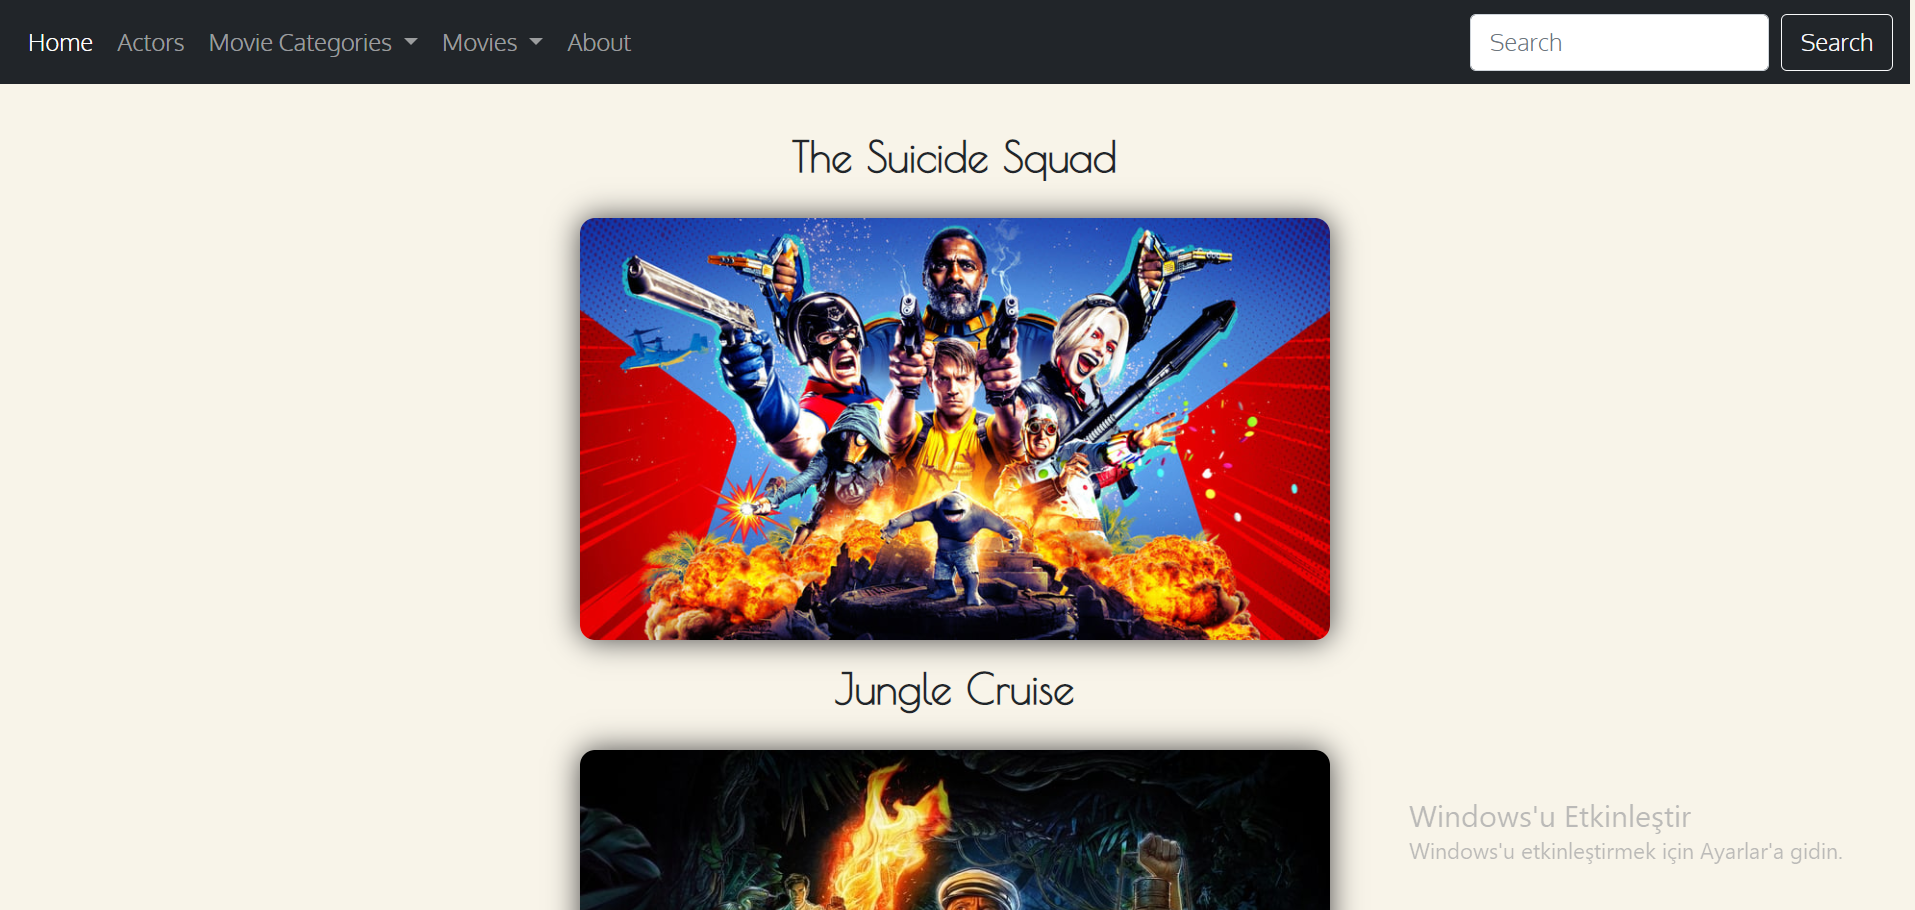 Home Actors Movie Categories Movies About Search Search
The Suicide Squad
Jungle Cruise
Windows'u Etkinleştir
Windows'u etkinleştirmek için Ayarlar'a gidin.